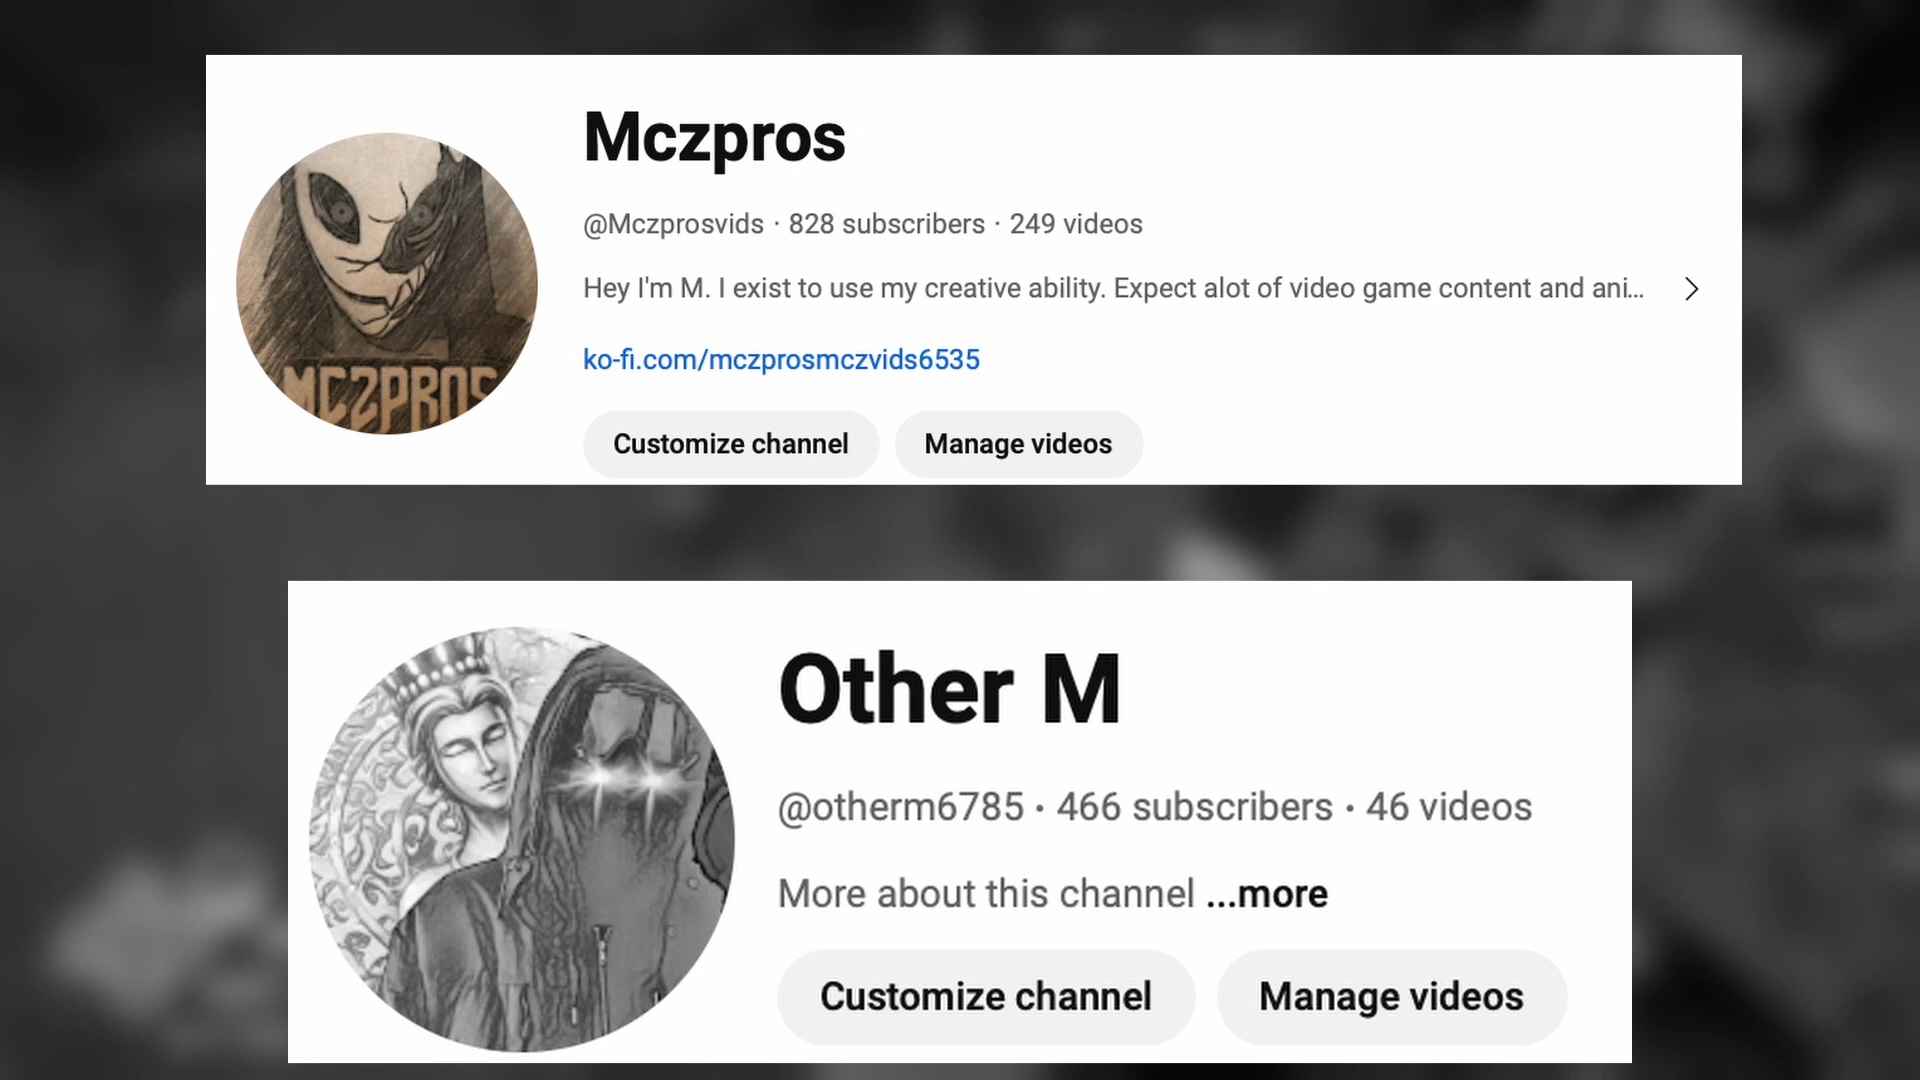 Mczpros
@Mczprosvids · 828 subscribers · 249 videos
Hey I'm M. I exist to use my creative ability. Expect alot of video game content and ani...
ko-fi.com/mczprosmczvids6535
Customize channel Manage videos
MCZPROS
Other M
@otherm6785 · 466 subscribers · 46 videos
More about this channel ...more
Customize channel Manage videos